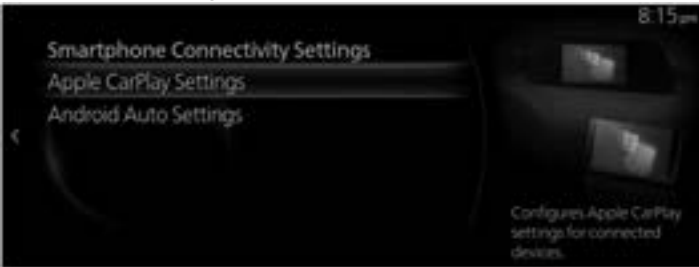 8:15pm
Smartphone Connectivity Settings
Apple CarPlay Settings
Android Auto Settings
Configures Apple CarPlay
settings for connected
devices.